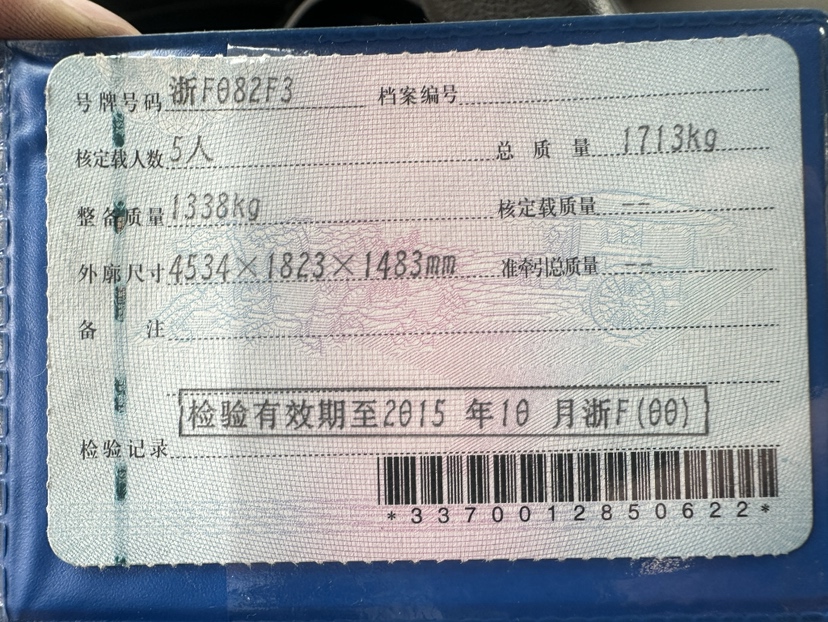 号牌号码 浙F082F3 档案编号
核定载人数 5人 总质量 1713kg
整备质量 1338kg 核定载质量 --
外廓尺寸 4534×1823×1483mm 准牵引总质量 --
备注
检验有效期至2015 年10 月浙F(00)
检验记录
*3370012850622*